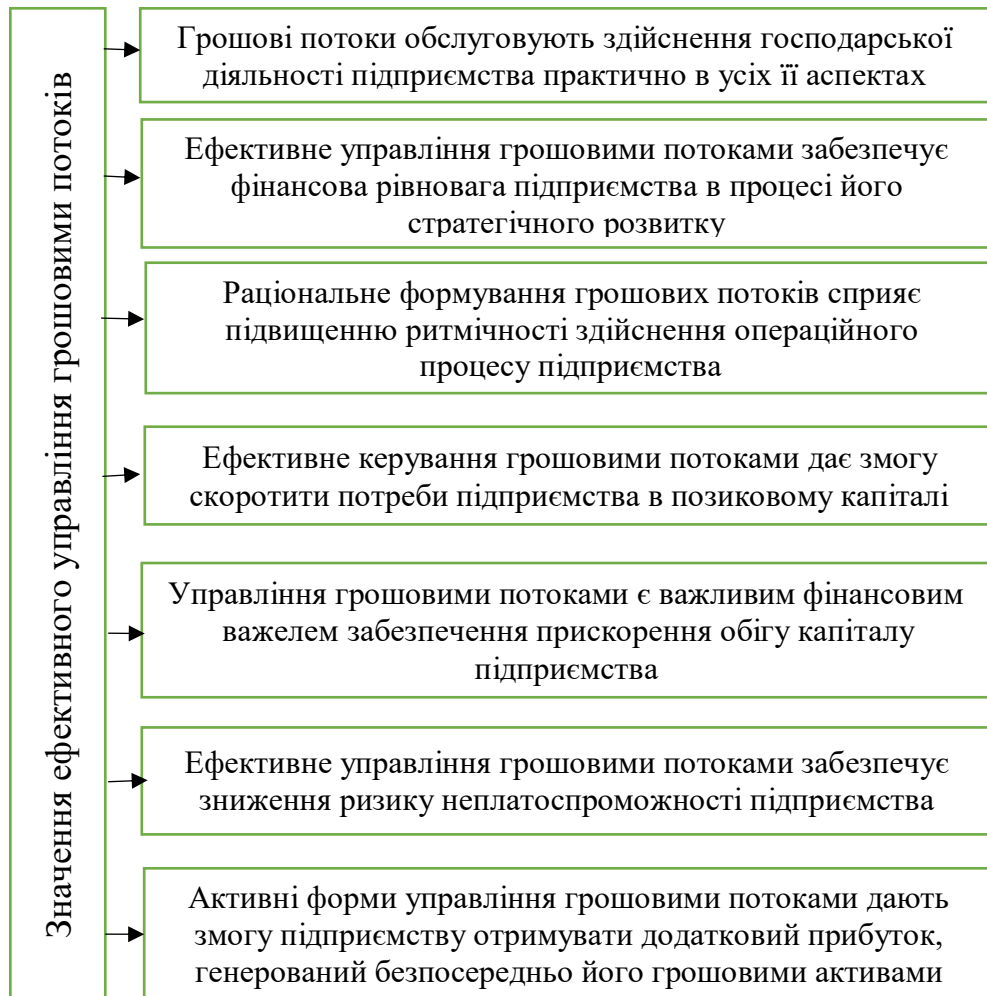 Значення ефективного управління грошовими потоків
Грошові потоки обслуговують здійснення господарської
діяльності підприємства практично в усіх її аспектах
Ефективне управління грошовими потоками забезпечує
фінансова рівновага підприємства в процесі його
стратегічного розвитку
Раціональне формування грошових потоків сприяє
підвищенню ритмічності здійснення операційного
процесу підприємства
Ефективне керування грошовими потоками дає змогу
скоротити потреби підприємства в позиковому капіталі
Управління грошовими потоками є важливим фінансовим
важелем забезпечення прискорення обігу капіталу
підприємства
Ефективне управління грошовими потоками забезпечує
зниження ризику неплатоспроможності підприємства
Активні форми управління грошовими потоками дають
змогу підприємству отримувати додатковий прибуток,
генерований безпосередньо його грошовими активами